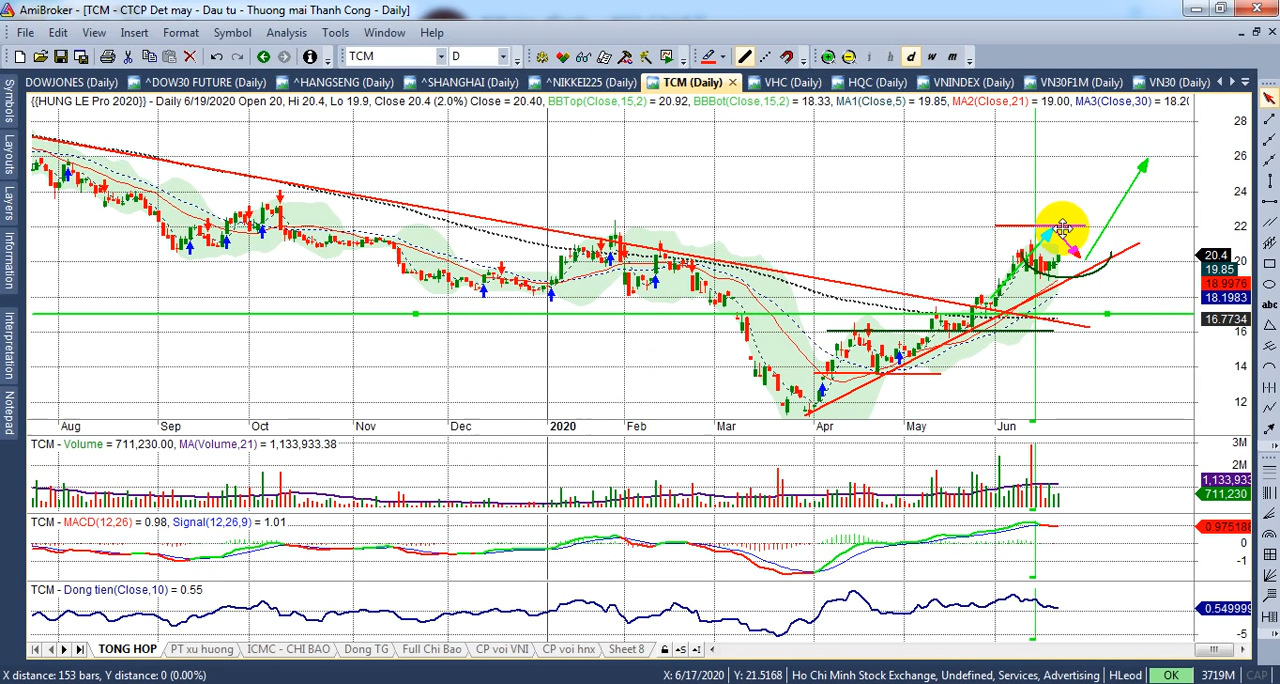 AmiBroker - [TCM - CTCP Det may - Dau tu - Thuong mai Thanh Cong - Daily]
File Edit View Insert Format Symbol Analysis Tools Window Help
TCM D i h d w m
DOWJONES (Daily) ^DOW30 FUTURE (Daily) ^HANGSENG (Daily) ^SHANGHAI (Daily) ^NIKKEI225 (Daily) TCM (Daily) VHC (Daily) HQC (Daily) VNINDEX (Daily) VN30F1M (Daily) VN30 (Daily)
{{HUNG LE Pro 2020}} - Daily 6/19/2020 Open 20, Hi 20.4, Lo 19.9, Close 20.4 (2.0%) Close = 20.40, BBTop(Close,15,2) = 20.92, BBBot(Close,15,2) = 18.33, MA1(Close,5) = 19.85, MA2(Close,21) = 19.00, MA3(Close,30) = 18.20
Symbols
Layouts
Layers
Information
Interpretation
Notepad
abc
28
26
24
22
20
20.4
19.85
18.9976
18.1983
16.7734
16
14
12
Aug Sep Oct Nov Dec 2020 Feb Mar Apr May Jun
TCM - Volume = 711,230.00, MA(Volume,21) = 1,133,933.38
3M
2M
1,133,933
711,230
TCM - MACD(12,26) = 0.98, Signal(12,26,9) = 1.01
0.975188
0
-1
TCM - Dong tien(Close,10) = 0.55
0.549999
-5
TONG HOP PT xu huong ICMC - CHI BAO Dong TG Full Chi Bao CP voi VNI CP voi hnx Sheet 8
X distance: 153 bars, Y distance: 0 (0.00%) X: 6/17/2020 Y: 21.5168 Ho Chi Minh Stock Exchange, Undefined, Services, Advertising HLeod OK 3719M CAP